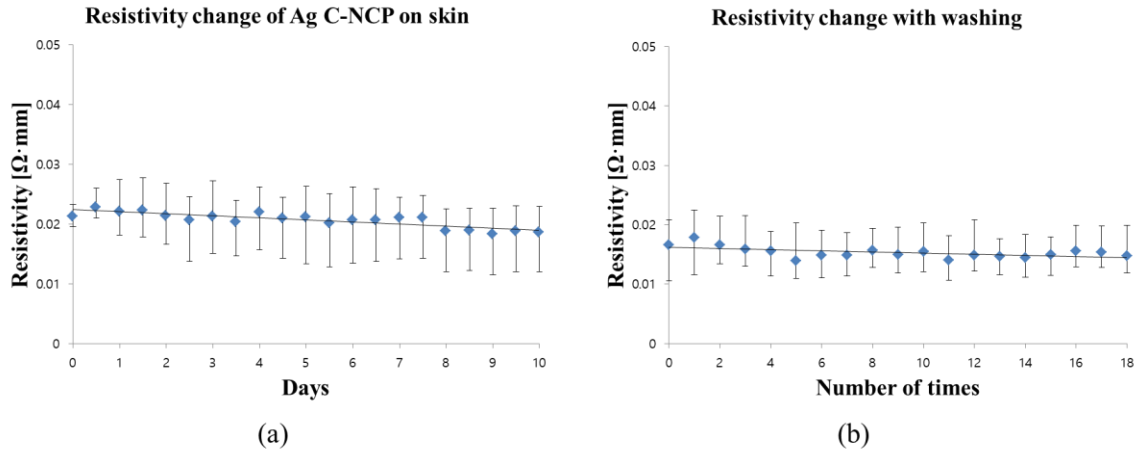 Resistivity change of Ag C-NCP on skin
0.05
0.04
0.03
0.02
0.01
0
Resistivity [Ω·mm]
0 1 2 3 4 5 6 7 8 9 10
Days
(a)
Resistivity change with washing
0.05
0.04
0.03
0.02
0.01
0
Resistivity [Ω·mm]
0 2 4 6 8 10 12 14 16 18
Number of times
(b)